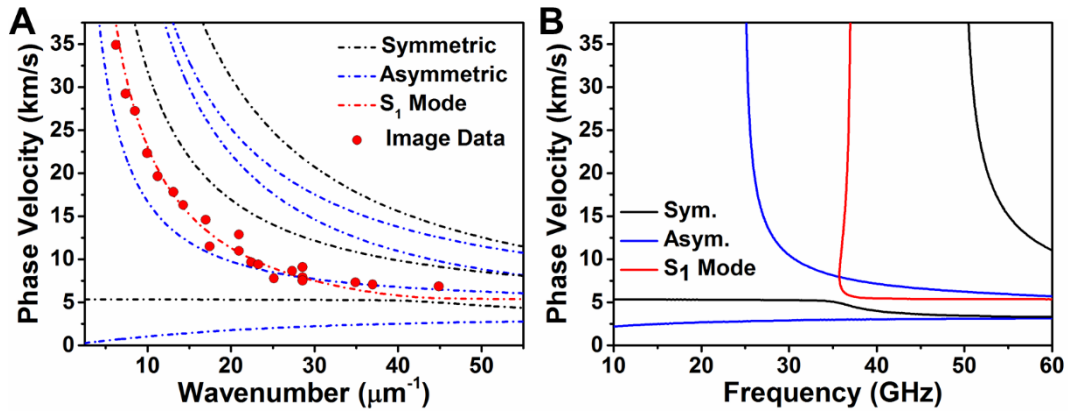 A
Phase Velocity (km/s)
35
30
25
20
15
10
5
0
Symmetric
Asymmetric
S₁ Mode
Image Data
10 20 30 40 50
Wavenumber (μm⁻¹)
B
Phase Velocity (km/s)
35
30
25
20
15
10
5
0
Sym.
Asym.
S₁ Mode
10 20 30 40 50 60
Frequency (GHz)